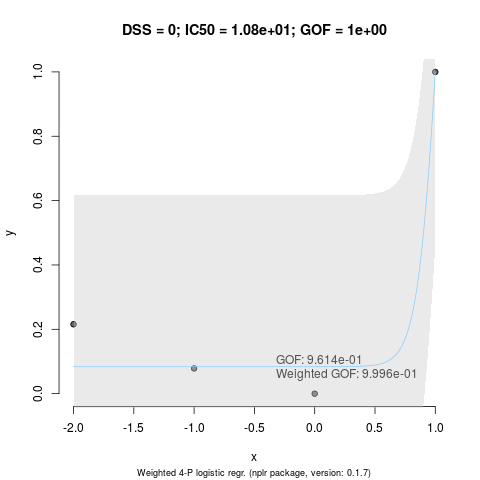 DSS = 0; IC50 = 1.08e+01; GOF = 1e+00
1.0
0.8
0.6
y
0.4
0.2
0.0
GOF: 9.614e-01
Weighted GOF: 9.996e-01
-2.0 -1.5 -1.0 -0.5 0.0 0.5 1.0
x
Weighted 4-P logistic regr. (nplr package, version: 0.1.7)